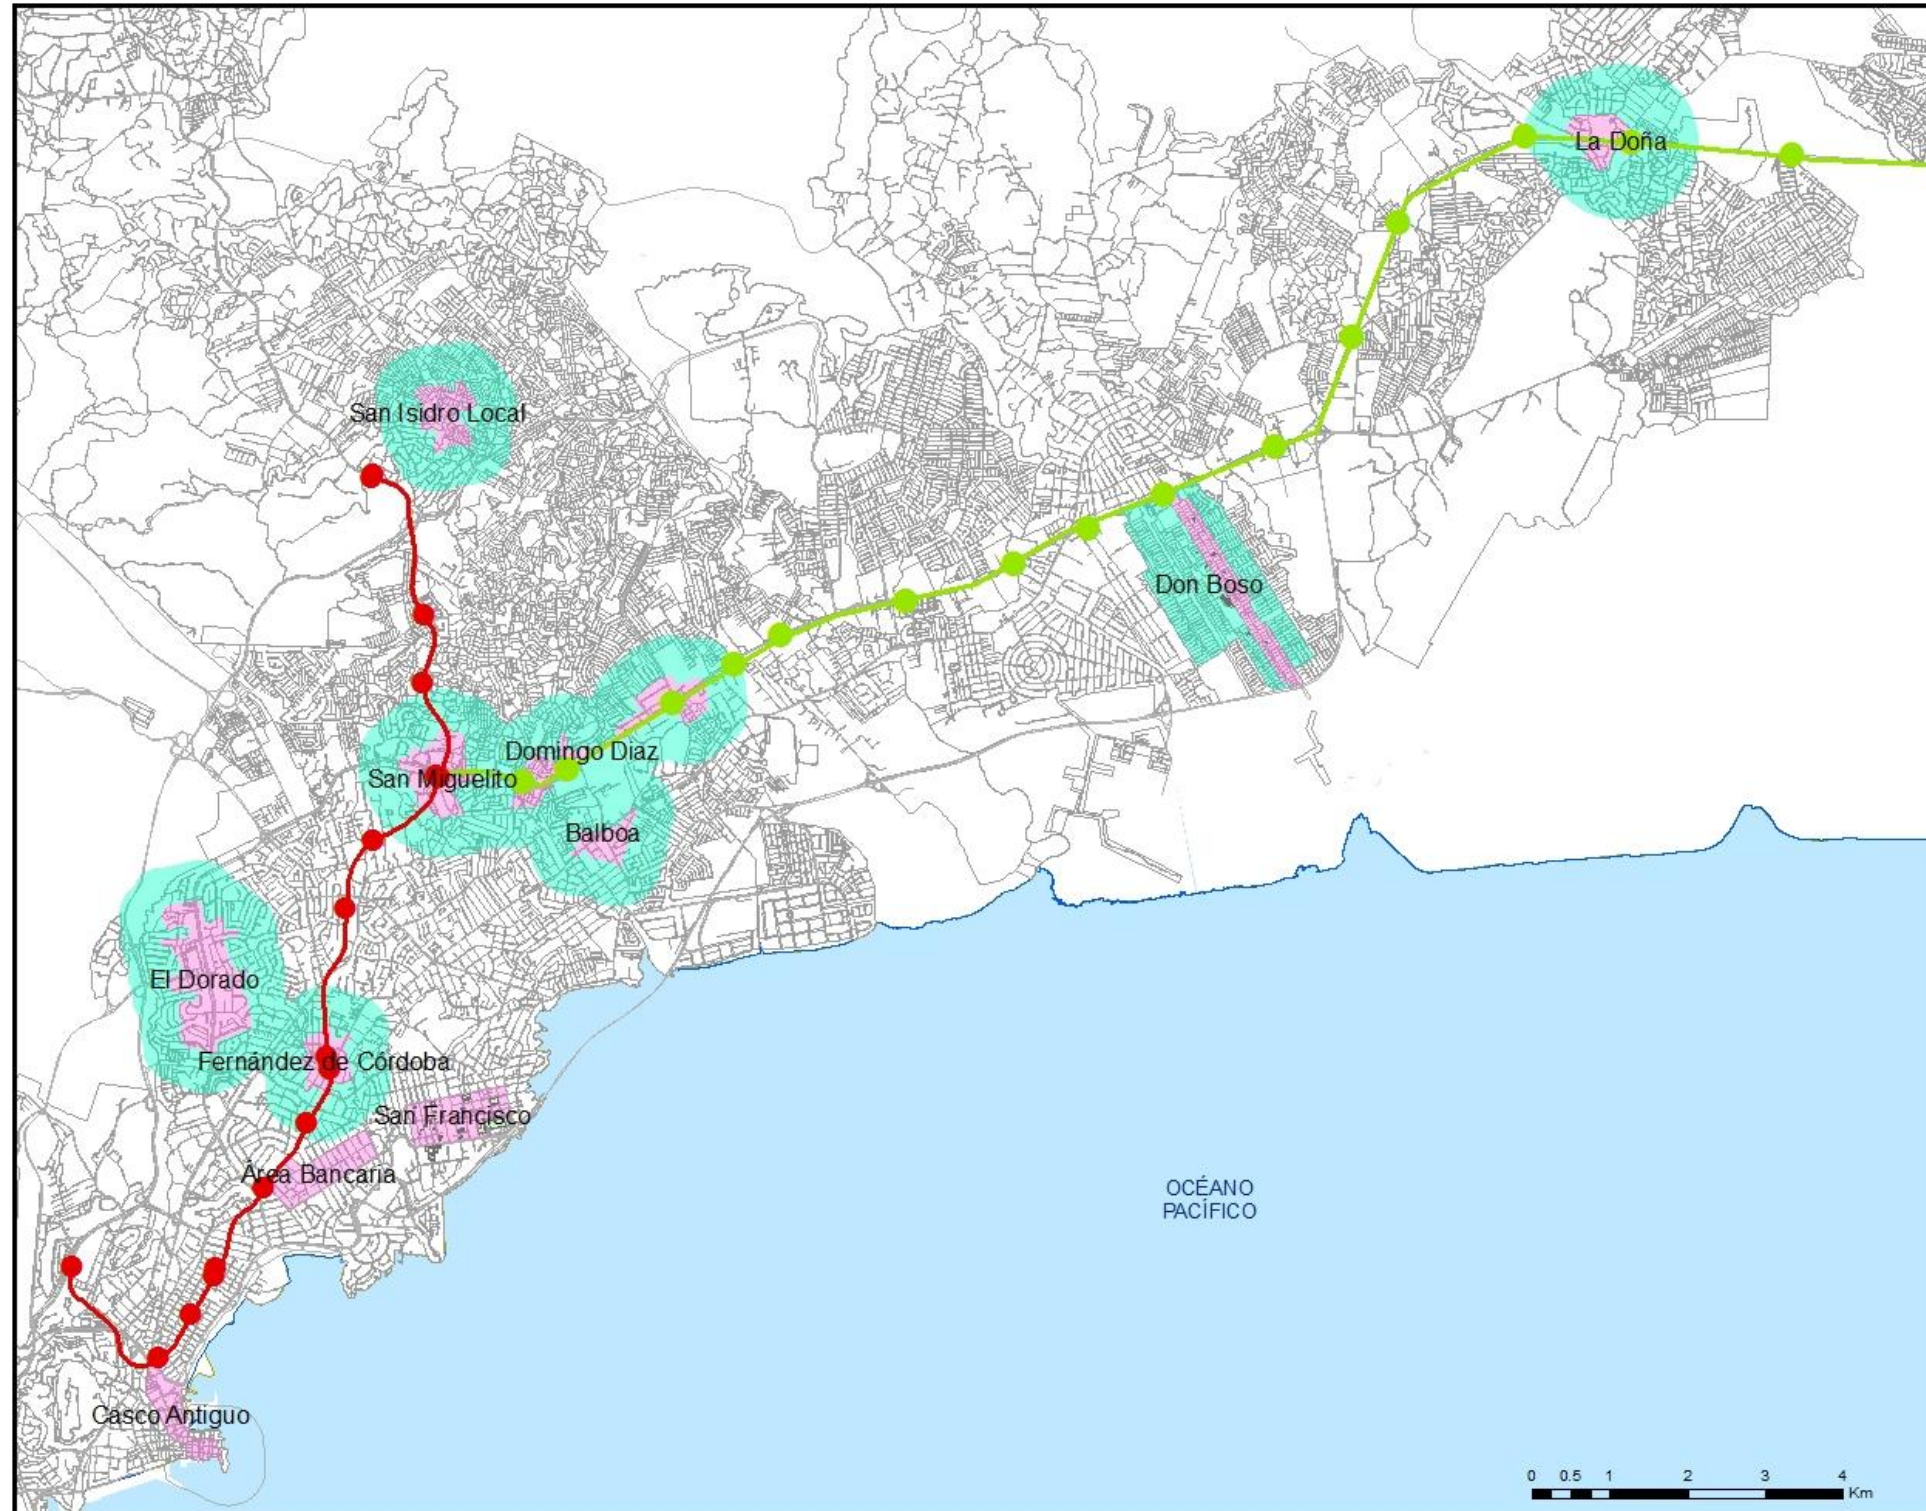 La Doña
San Isidro Local
Don Boso
Domingo Diaz
San Miguelito
Balboa
El Dorado
Fernández de Córdoba
San Francisco
Área Bancaria
OCÉANO
PACÍFICO
Casco Antiguo
0 0.5 1 2 3 4
Km